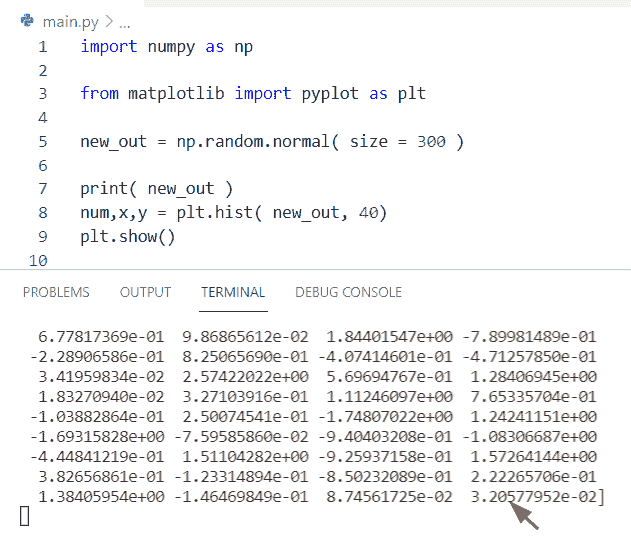 main.py > ...
1 import numpy as np
2
3 from matplotlib import pyplot as plt
4
5 new_out = np.random.normal( size = 300 )
6
7 print( new_out )
8 num,x,y = plt.hist( new_out, 40)
9 plt.show()
10
PROBLEMS OUTPUT TERMINAL DEBUG CONSOLE
6.77817369e-01 9.86865612e-02 1.84401547e+00 -7.89981489e-01
-2.28906586e-01 8.25065690e-01 -4.07414601e-01 -4.71257850e-01
3.41959834e-02 2.57422022e+00 5.69694767e-01 1.28406945e+00
1.83270940e-02 3.27103916e-01 1.11246097e+00 7.65335704e-01
-1.03882864e-01 2.50074541e-01 -1.74807022e+00 1.24241151e+00
-1.69315828e+00 -7.59585860e-02 -9.40403208e-01 -1.08306687e+00
-4.44841219e-01 1.51104282e+00 -9.25937158e-01 1.57264144e+00
3.82656861e-01 -1.23314894e-01 -8.50232089e-01 2.22265706e-01
1.38405954e+00 -1.46469849e-01 8.74561725e-02 3.20577952e-02]